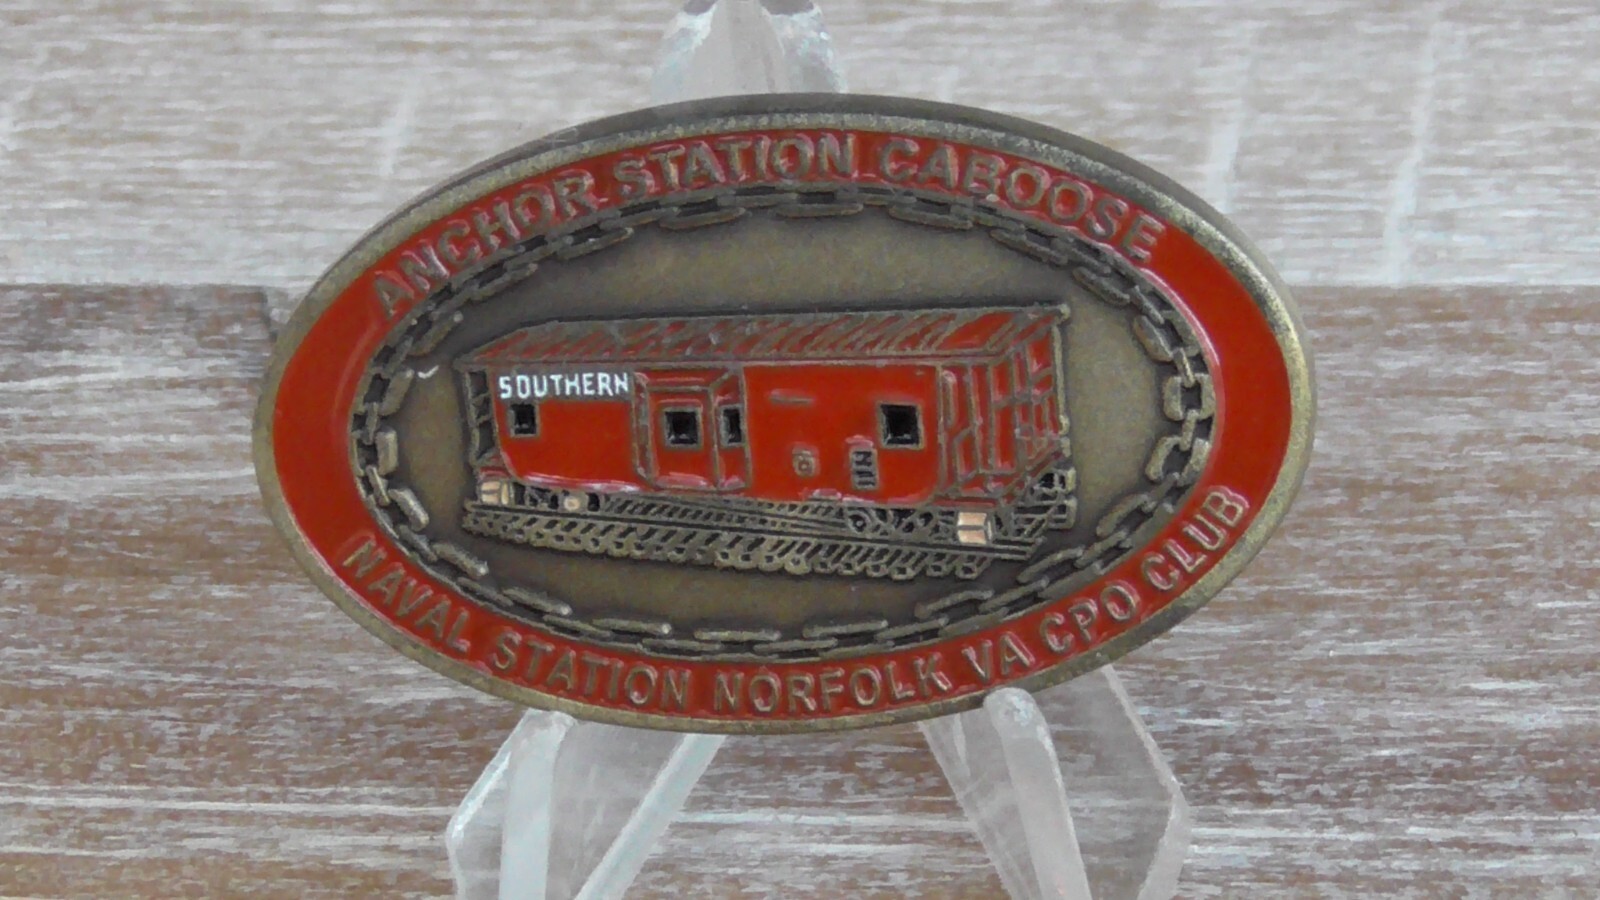 ANCHOR STATION CABOOSE
SOUTHERN
NAVAL STATION NORFOLK VA CPO CLUB